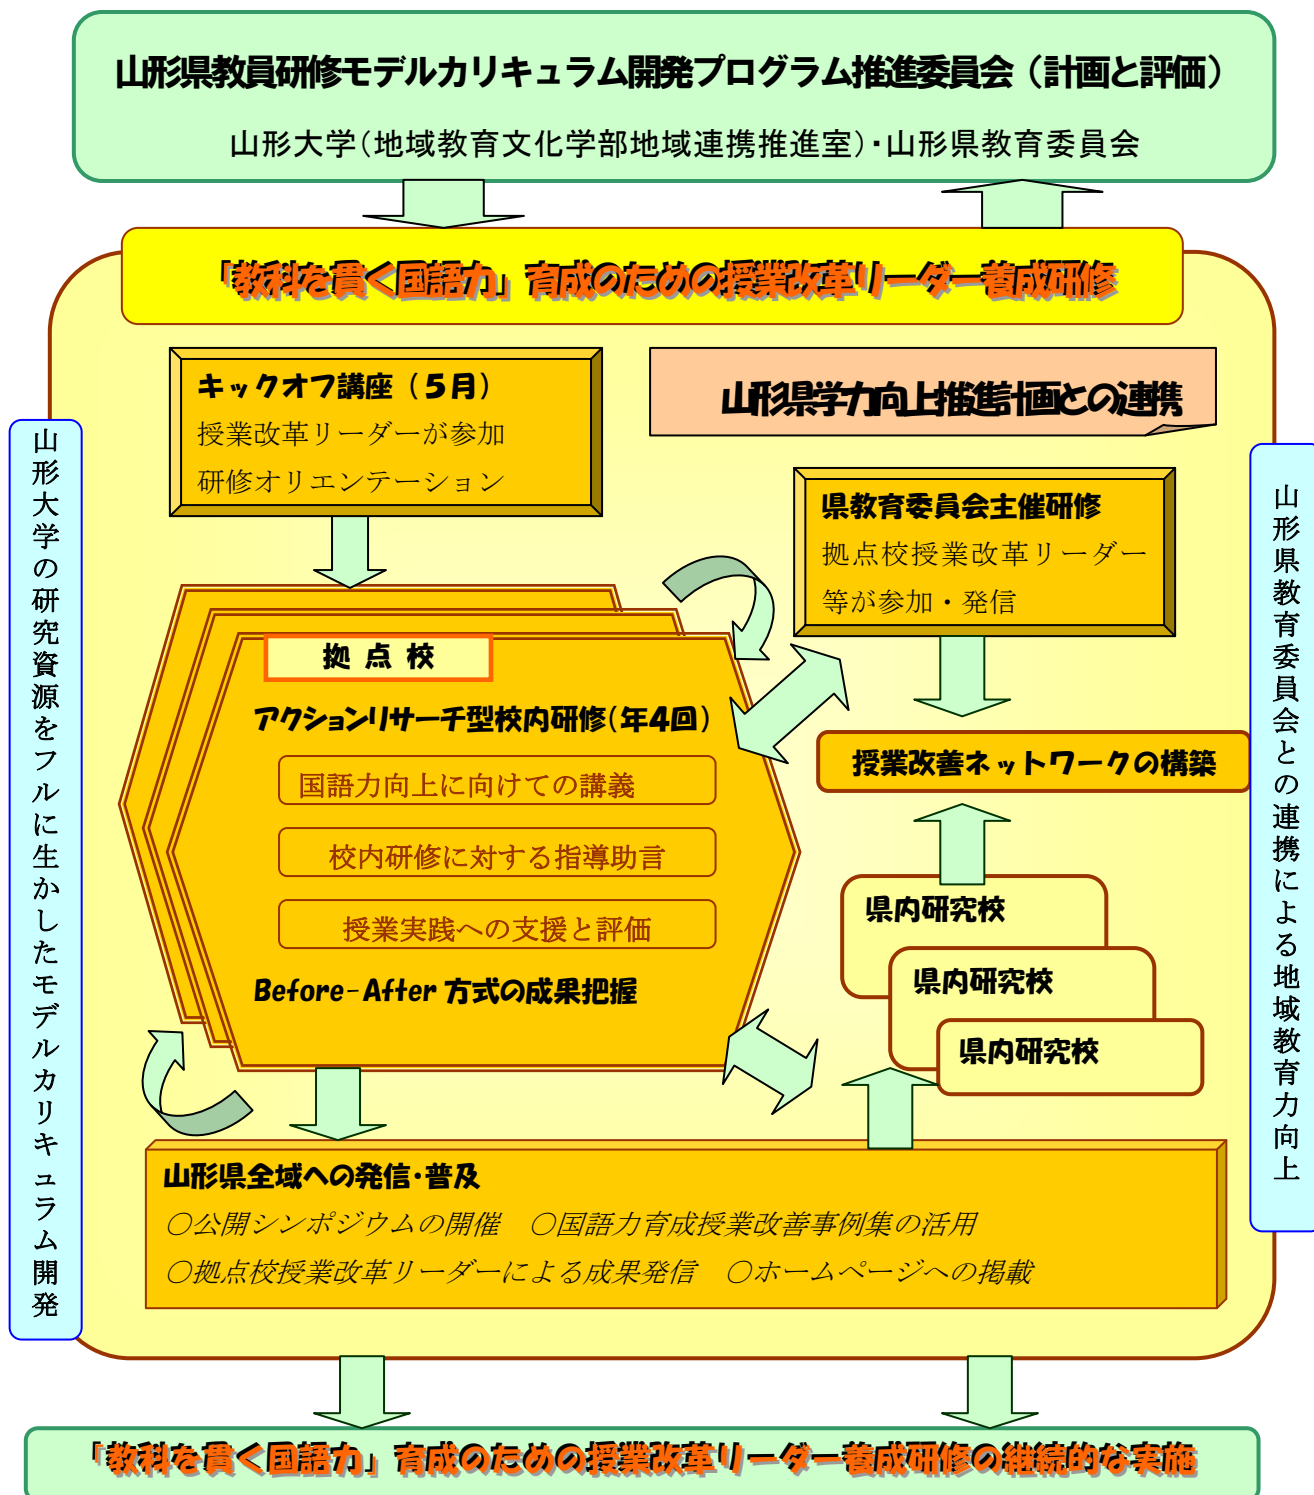 山形県教員研修モデルカリキュラム開発プログラム推進委員会（計画と評価）
山形大学(地域教育文化学部地域連携推進室)・山形県教育委員会
「教科を貫く国語力」育成のための授業改革リーダー養成研修
キックオフ講座（５月）
授業改革リーダーが参加
研修オリエンテーション
山形県学力向上推進計画との連携
県教育委員会主催研修
拠点校授業改革リーダー
等が参加・発信
山形大学の研究資源をフルに生かしたモデルカリキュラム開発
山形県教育委員会との連携による地域教育力向上
拠 点 校
アクションリサーチ型校内研修(年４回)
国語力向上に向けての講義
校内研修に対する指導助言
授業実践への支援と評価
Before-After 方式の成果把握
授業改善ネットワークの構築
県内研究校
県内研究校
県内研究校
山形県全域への発信・普及
○公開シンポジウムの開催　○国語力育成授業改善事例集の活用
○拠点校授業改革リーダーによる成果発信　○ホームページへの掲載
「教科を貫く国語力」育成のための授業改革リーダー養成研修の継続的な実施